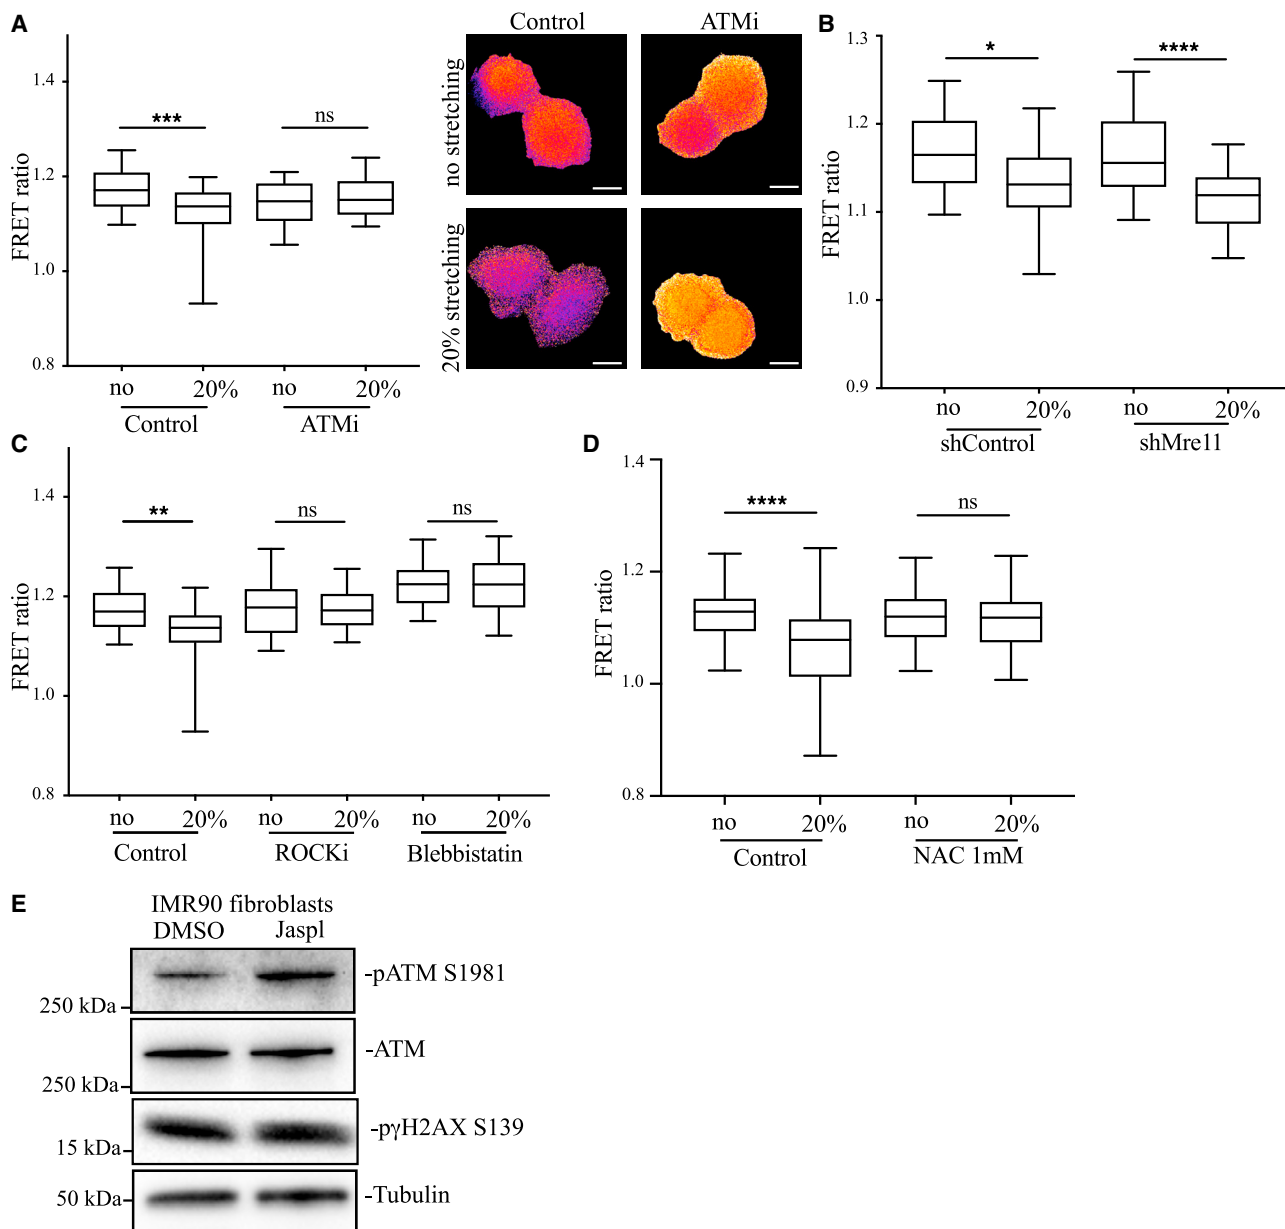 A
Control
ATMi
1.4
1.2
1.0
0.8
FRET ratio
***
ns
no
20%
no
20%
Control
ATMi
no stretching
20% stretching
B
1.3
1.2
1.1
1.0
0.9
FRET ratio
*
****
no
20%
no
20%
shControl
shMre11
C
1.4
1.2
1.0
0.8
FRET ratio
**
ns
ns
no
20%
no
20%
no
20%
Control
ROCKi
Blebbistatin
D
1.4
1.2
1.0
0.8
FRET ratio
****
ns
no
20%
no
20%
Control
NAC 1mM
E
IMR90 fibroblasts
DMSO
Jaspl
-pATM S1981
250 kDa
-ATM
250 kDa
-pγH2AX S139
15 kDa
50 kDa
-Tubulin